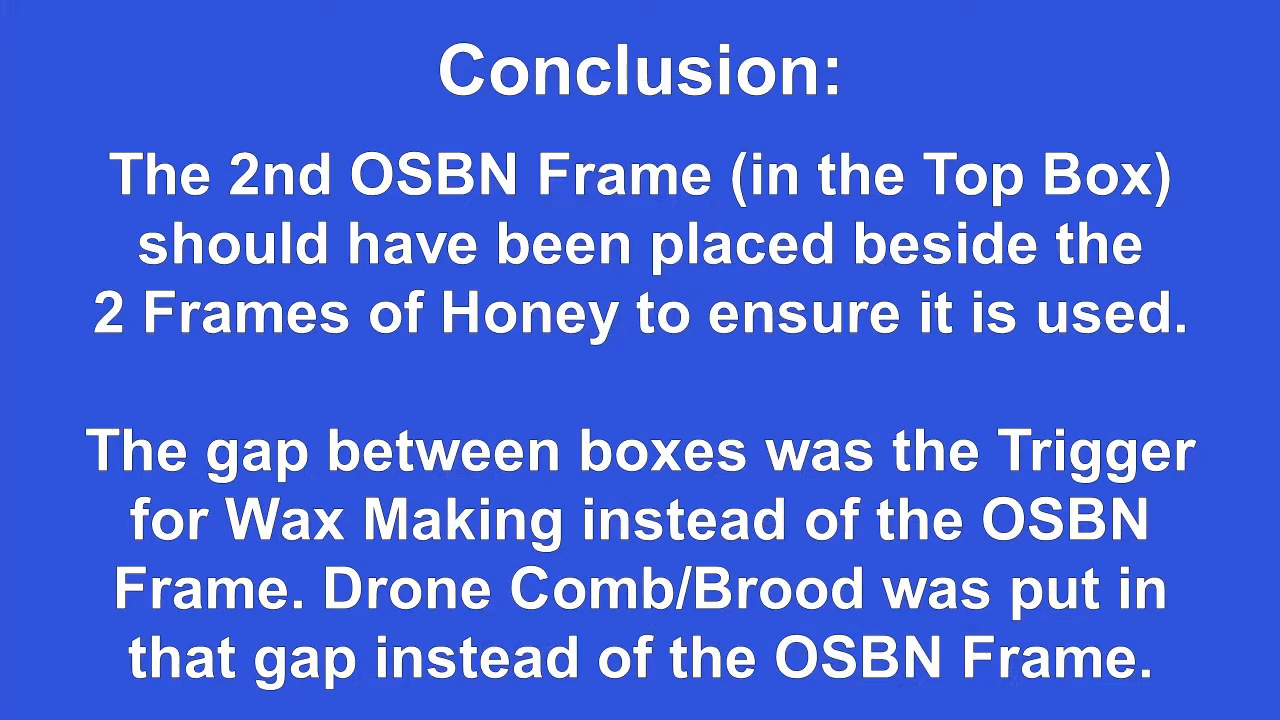 Conclusion:
The 2nd OSBN Frame (in the Top Box)
should have been placed beside the
2 Frames of Honey to ensure it is used.
The gap between boxes was the Trigger
for Wax Making instead of the OSBN
Frame. Drone Comb/Brood was put in
that gap instead of the OSBN Frame.